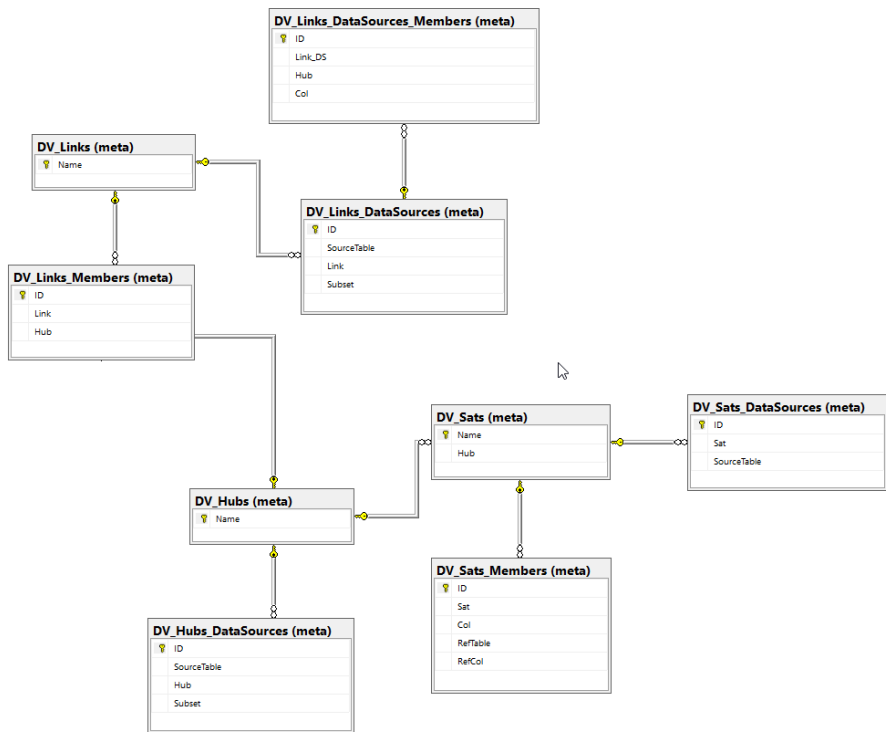 DV_Links_DataSources_Members (meta)
ID
Link_DS
Hub
Col
DV_Links (meta)
Name
DV_Links_DataSources (meta)
ID
SourceTable
Link
Subset
DV_Links_Members (meta)
ID
Link
Hub
DV_Sats (meta)
Name
Hub
DV_Sats_DataSources (meta)
ID
Sat
SourceTable
DV_Hubs (meta)
Name
DV_Sats_Members (meta)
ID
Sat
Col
RefTable
RefCol
DV_Hubs_DataSources (meta)
ID
SourceTable
Hub
Subset